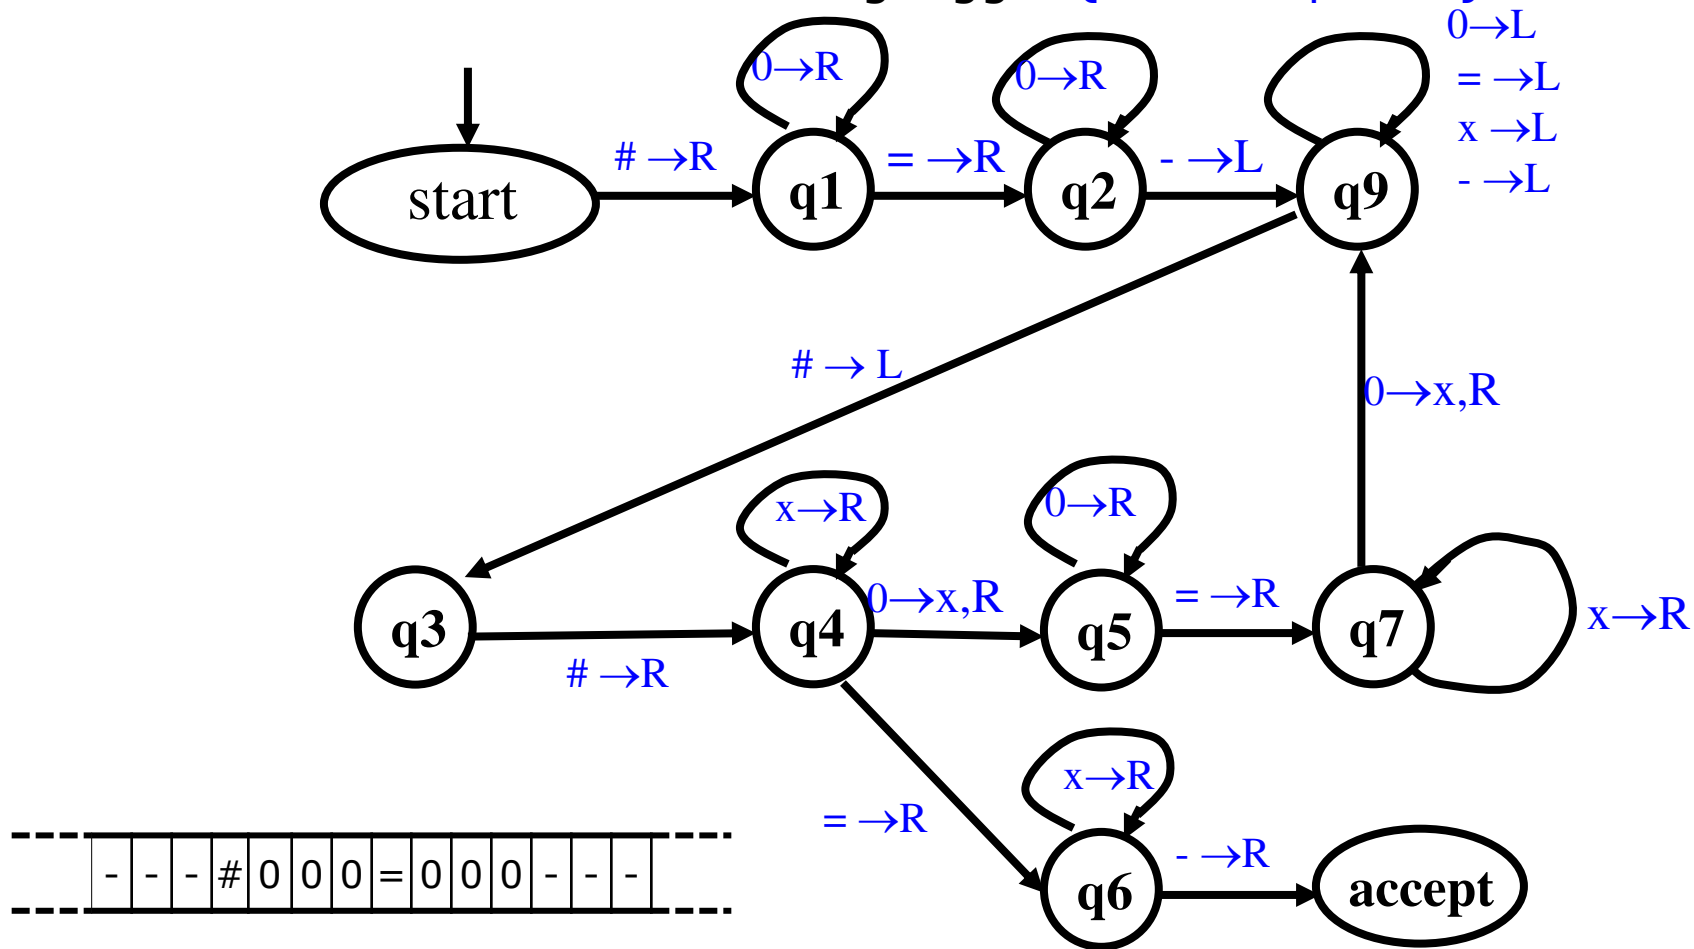 0→L
0→R
0→R
= →L
x →L
# →R
= →R
- →L
- →L
start
q1
q2
q9
# → L
0→x,R
x→R
0→R
0→x,R
= →R
x→R
q3
q4
q5
q7
# →R
x→R
= →R
- →R
- - - # 0 0 0 = 0 0 0 - - -
q6
accept